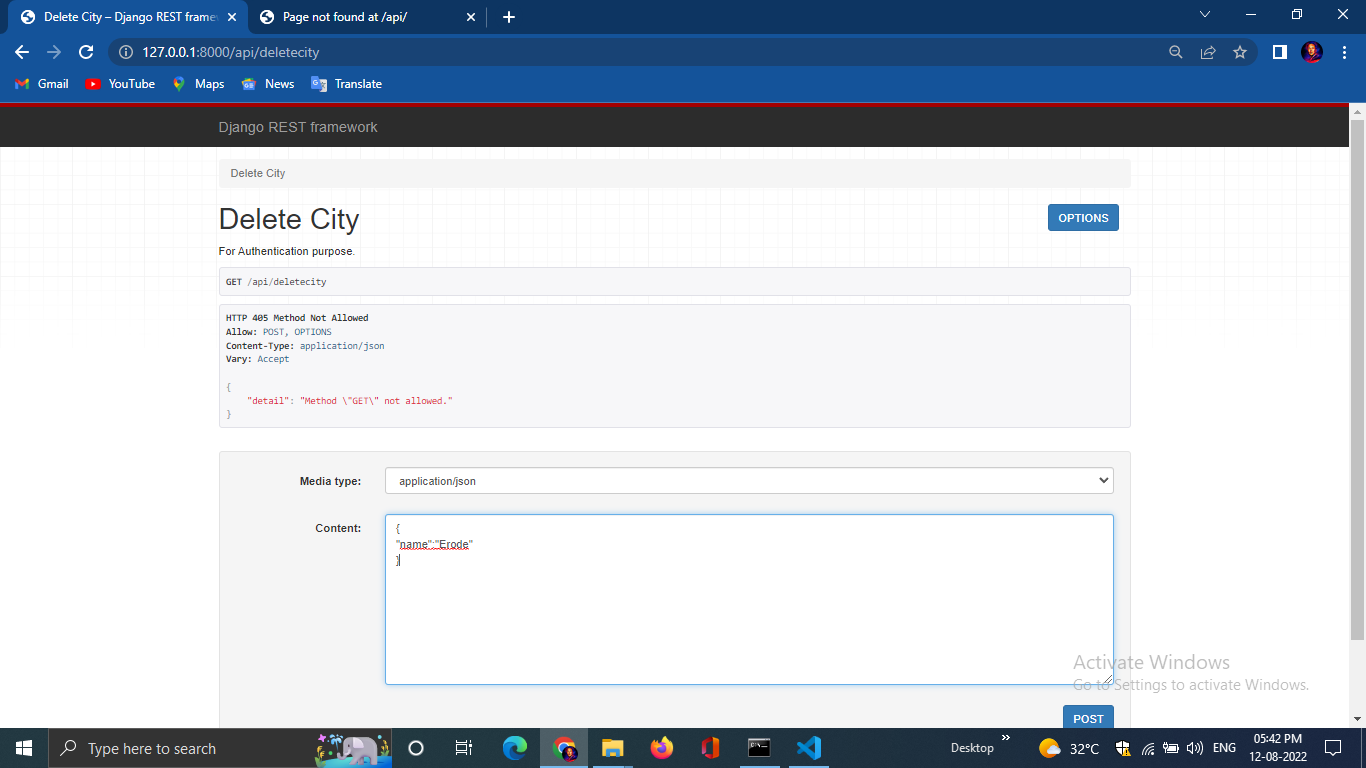 Delete City – Django REST frame
Page not found at /api/
127.0.0.1:8000/api/deletecity
Gmail
YouTube
Maps
News
Translate
Django REST framework
Delete City
Delete City
OPTIONS
For Authentication purpose.
GET /api/deletecity
HTTP 405 Method Not Allowed
Allow: POST, OPTIONS
Content-Type: application/json
Vary: Accept
{
"detail": "Method \"GET\" not allowed."
}
Media type:
application/json
Content:
{
"name":"Erode"
}
Activate Windows
Go to Settings to activate Windows.
POST
Type here to search
Desktop
32°C
ENG
05:42 PM
12-08-2022